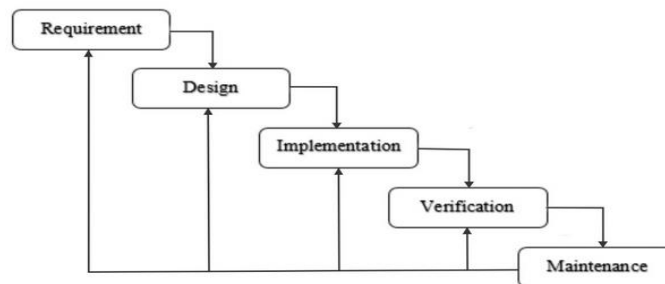 Requirement
Design
Implementation
Verification
Maintenance